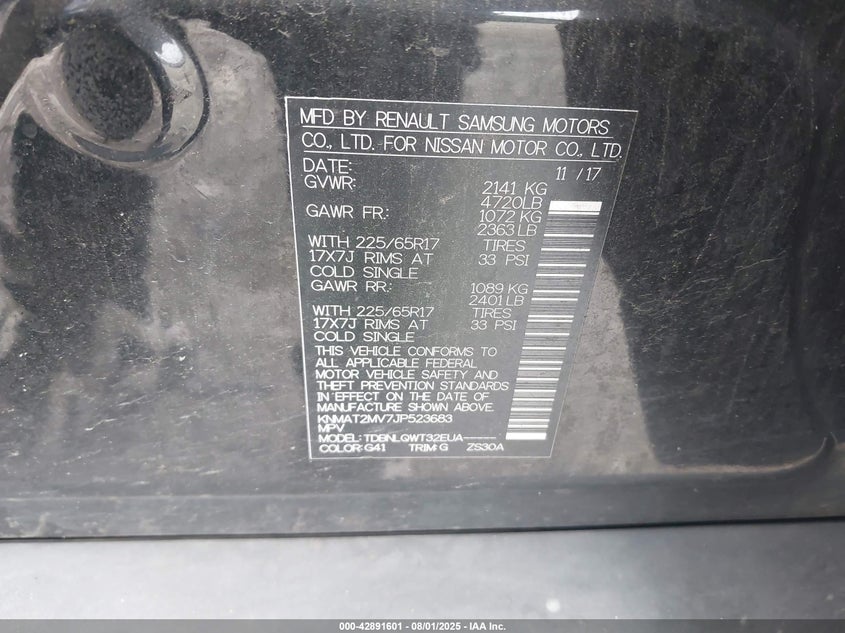 MFD BY RENAULT SAMSUNG MOTORS
CO., LTD. FOR NISSAN MOTOR CO., LTD.
DATE: 11 / 17
GVWR: 2141 KG
4720LB
GAWR FR: 1072 KG
2363 LB
WITH 225/65R17 TIRES
17X7J RIMS AT 33 PSI
COLD SINGLE
GAWR RR: 1089 KG
2401 LB
WITH 225/65R17 TIRES
17X7J RIMS AT 33 PSI
COLD SINGLE
THIS VEHICLE CONFORMS TO
ALL APPLICABLE FEDERAL
MOTOR VEHICLE SAFETY AND
THEFT PREVENTION STANDARDS
IN EFFECT ON THE DATE OF
MANUFACTURE SHOWN ABOVE.
KNMAT2MV7JP523683
MPV
MODEL: TDBNLQWT32EUA------
COLOR: G41 TRIM: G ZS30A
000-42891601 - 08/01/2025 - IAA Inc.